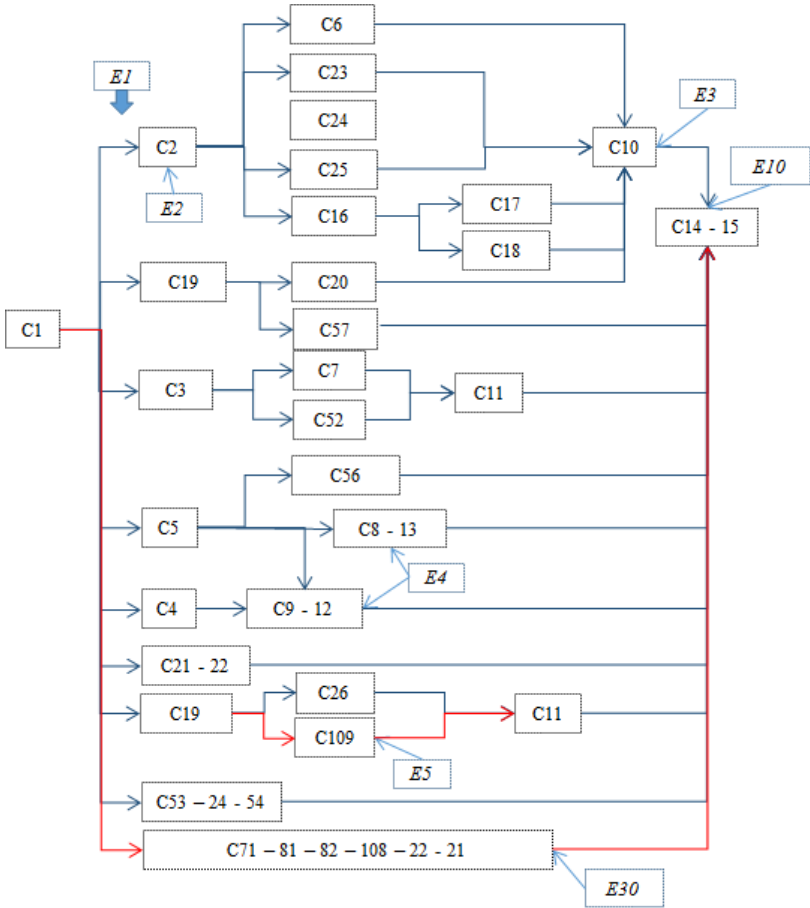 C6
E1
C23
E3
C24
C2
C10
C25
E10
E2
C16
C17
C14 - 15
C18
C19
C20
C1
C57
C7
C3
C11
C52
C56
C5
C8 - 13
E4
C4
C9 - 12
C21 - 22
C26
C19
C11
C109
E5
C53 – 24 - 54
C71 – 81 – 82 – 108 – 22 - 21
E30